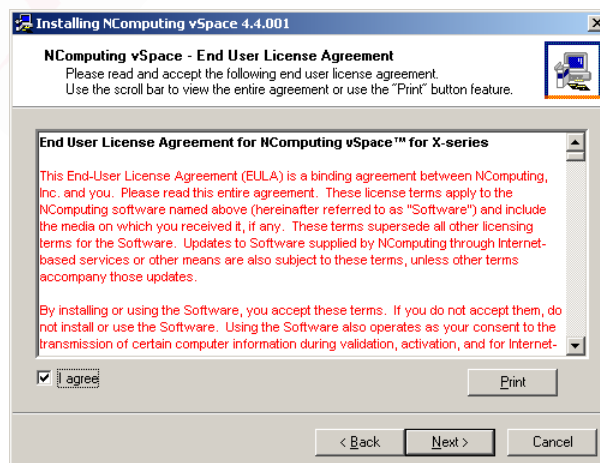 Installing NComputing vSpace 4.4.001
NComputing vSpace - End User License Agreement
Please read and accept the following end user license agreement.
Use the scroll bar to view the entire agreement or use the "Print" button feature.
End User License Agreement for NComputing vSpace™ for X-series
This End-User License Agreement (EULA) is a binding agreement between NComputing,
Inc. and you.  Please read this entire agreement.  These license terms apply to the
NComputing software named above (hereinafter referred to as "Software") and include
the media on which you received it, if any.  These terms supersede all other licensing
terms for the Software.  Updates to Software supplied by NComputing through Internet-
based services or other means are also subject to these terms, unless other terms
accompany those updates.
By installing or using the Software, you accept these terms.  If you do not accept them, do
not install or use the Software.  Using the Software also operates as your consent to the
transmission of certain computer information during validation, activation, and for Internet-
I agree
Print
< Back
Next >
Cancel